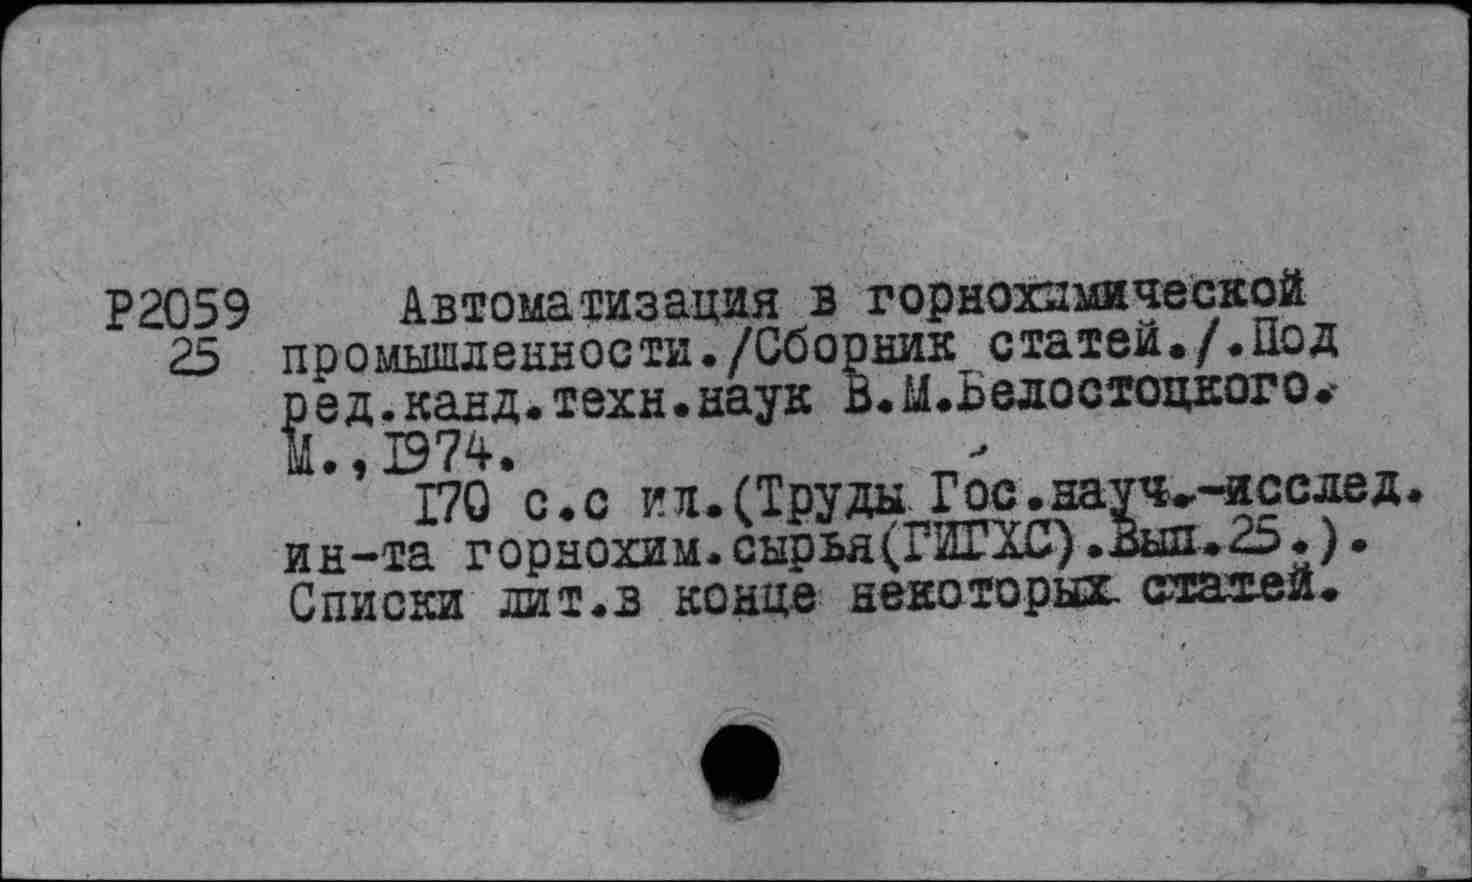 Р2059 Автоматизация в горнохимической
25 промышленности./Сборник статей./.Под
ред.канд.техн.наук В.М.Белостоцкого.
М.,1974.
170 с.с ил.(Труды Гос.науч.-исслед.
ин-та горнохим.сырья(ГИГХС).Вып.25.).
Списки лит.в конце некоторых статей.